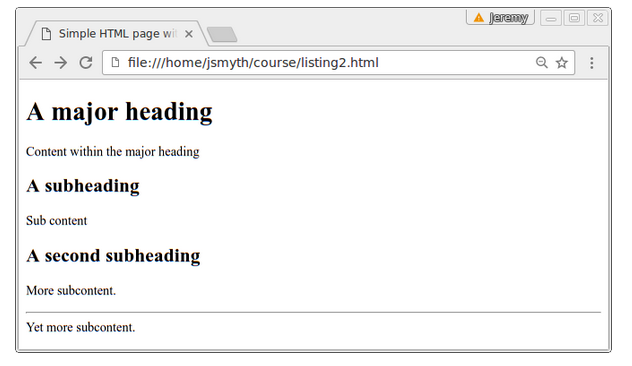 jeremy
Simple HTML page wit
file:///home/jsmyth/course/listing2.html
A major heading
Content within the major heading
A subheading
Sub content
A second subheading
More subcontent.
Yet more subcontent.